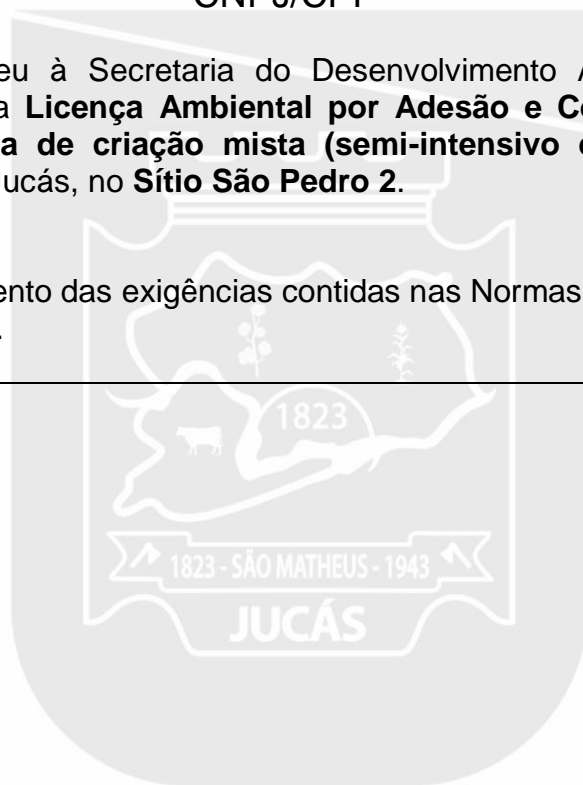 CNPJ/CPF
eu à Secretaria do Desenvolvimento A
a Licença Ambiental por Adesão e Co
a de criação mista (semi-intensivo e
ucás, no Sítio São Pedro 2.
ento das exigências contidas nas Normas
.
1823
1823 - SÃO MATHEUS - 1943
JUCÁS